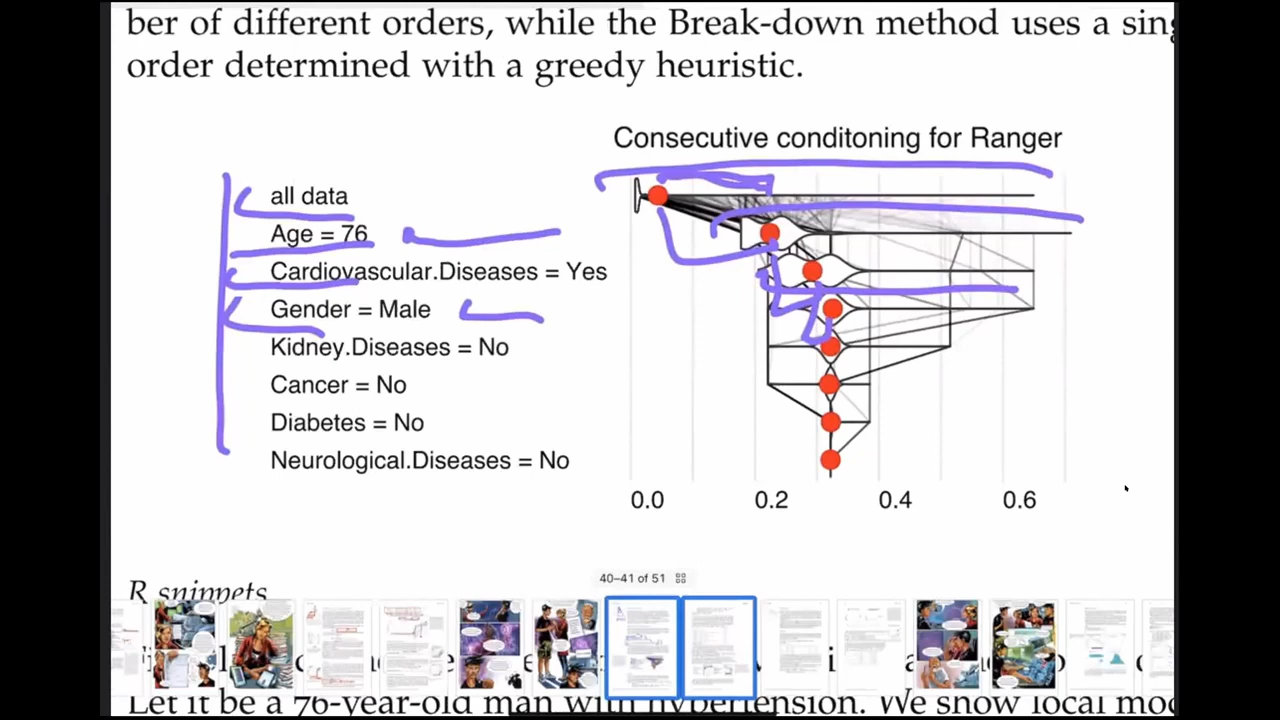 ber of different orders, while the Break-down method uses a sing
order determined with a greedy heuristic.
Consecutive conditoning for Ranger
all data
Age = 76
Cardiovascular.Diseases = Yes
Gender = Male
Kidney.Diseases = No
Cancer = No
Diabetes = No
Neurological.Diseases = No
0.0 0.2 0.4 0.6
40–41 of 51
R snippets
Let it be a 76-year-old man with hypertension. We show local mod